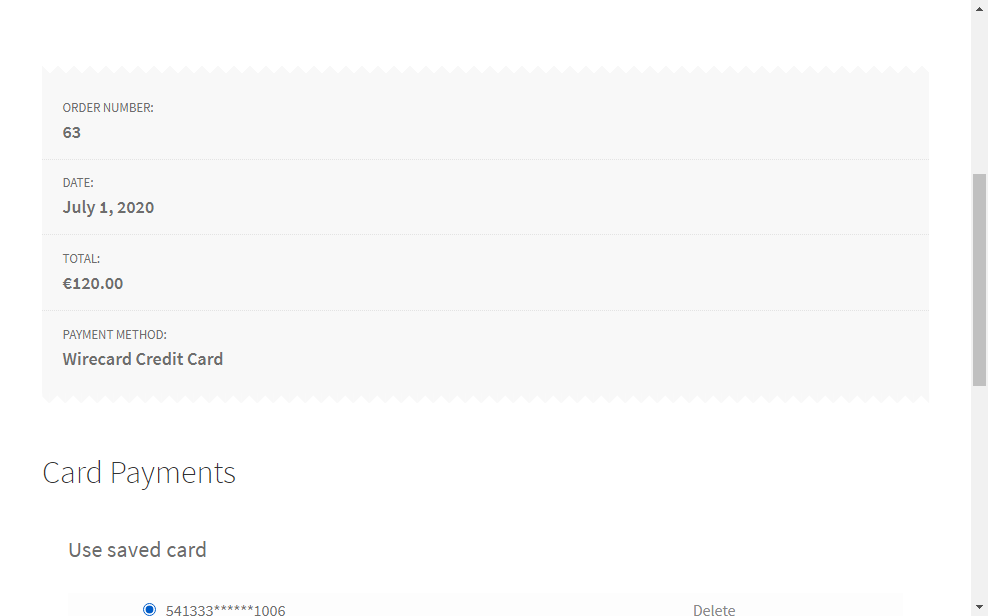 ORDER NUMBER:
63
DATE:
July 1, 2020
TOTAL:
€120.00
PAYMENT METHOD:
Wirecard Credit Card
Card Payments
Use saved card
541333******1006 Delete